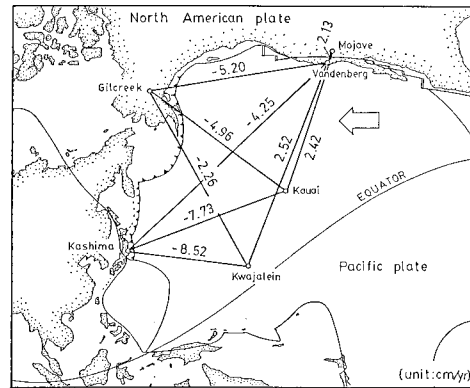 North American plate
2.13
Mojave
Vandenberg
-5.20
Gilcreek
-4.25
-4.96
2.52
2.42
-2.26
Kauai
EQUATOR
-7.73
Kashima
-8.52
Kwajalein
Pacific plate
(unit:cm/yr)